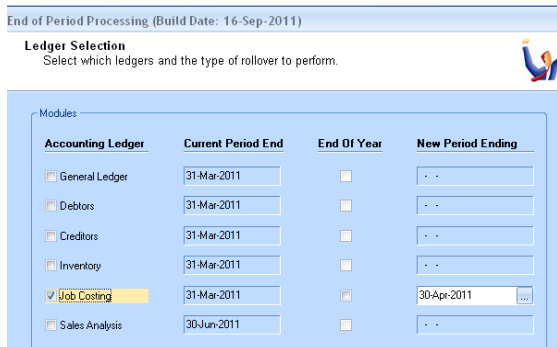 End of Period Processing (Build Date: 16-Sep-2011)
Ledger Selection
Select which ledgers and the type of rollover to perform.
Modules
Accounting Ledger Current Period End End Of Year New Period Ending
General Ledger 31-Mar-2011 - -
Debtors 31-Mar-2011 - -
Creditors 31-Mar-2011 - -
Inventory 31-Mar-2011 - -
Job Costing 31-Mar-2011 30-Apr-2011 ...
Sales Analysis 30-Jun-2011 - -